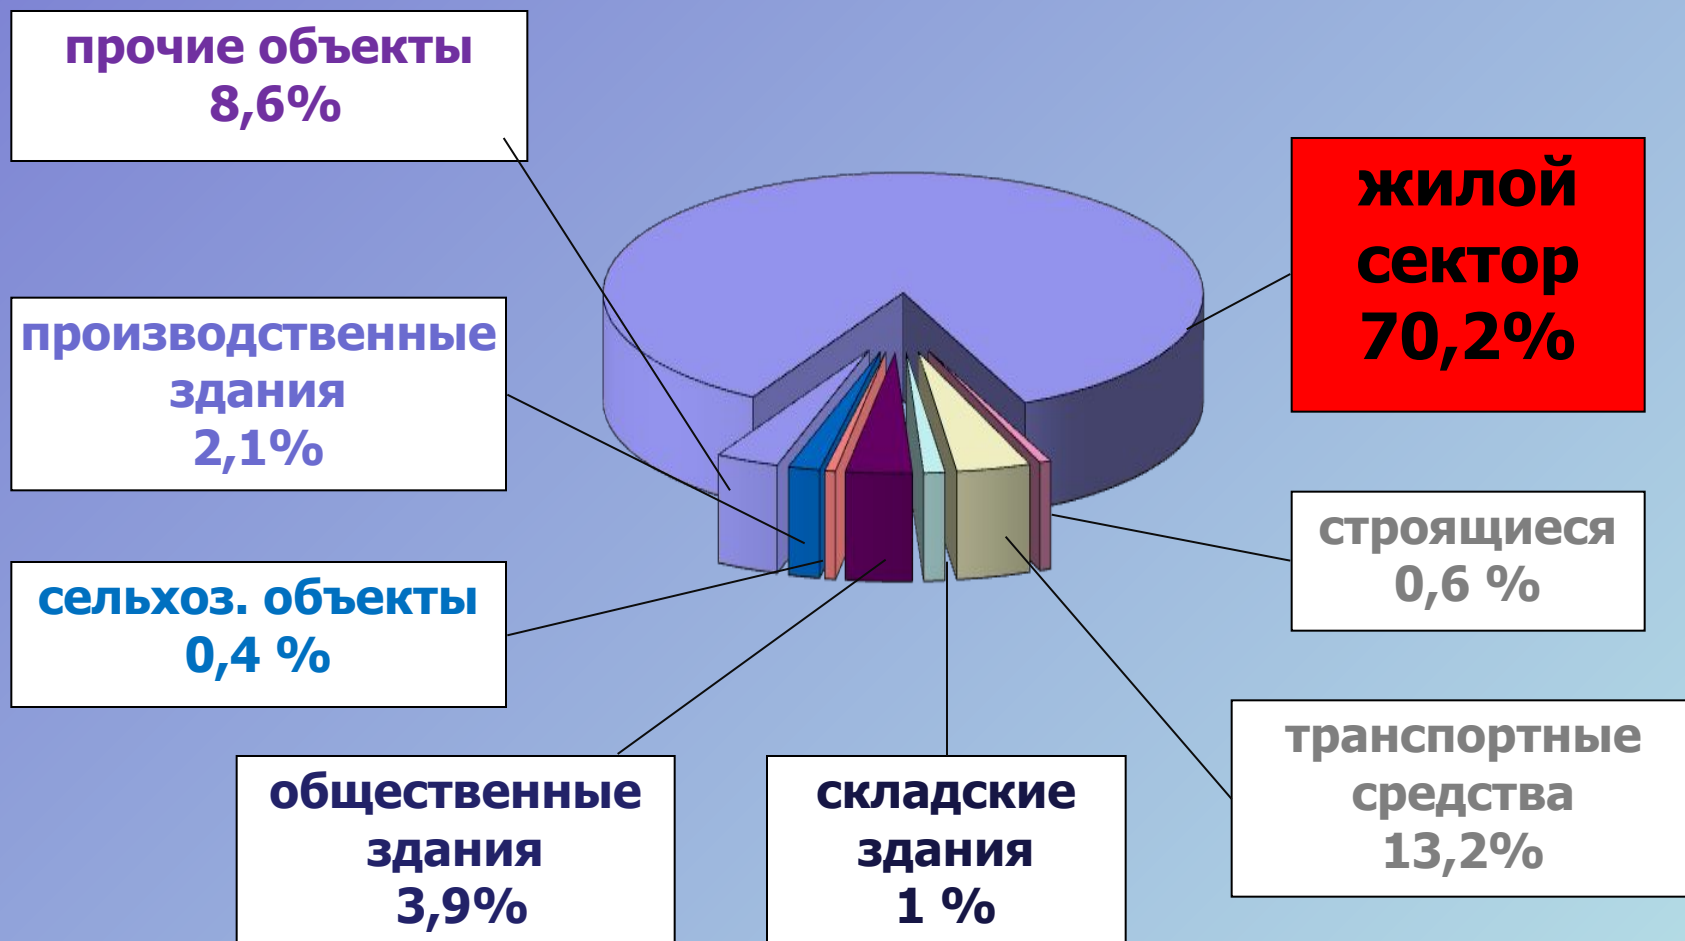 прочие объекты
8,6%
жилой
сектор
70,2%
производственные
здания
2,1%
строящиеся
0,6 %
сельхоз. объекты
0,4 %
транспортные
средства
13,2%
общественные
здания
3,9%
складские
здания
1 %